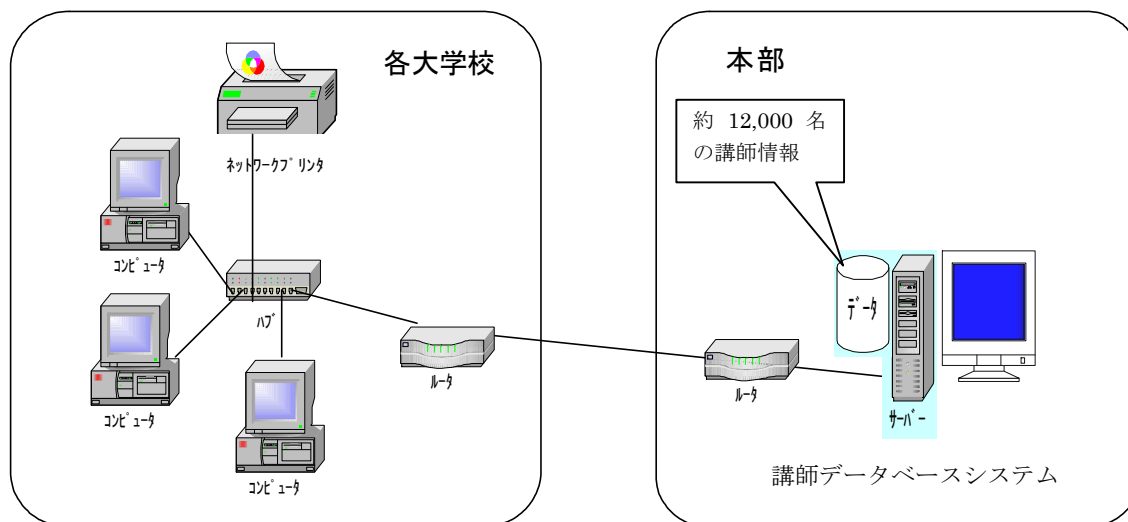 各大学校
ﾈｯﾄﾜｰｸﾌﾟﾘﾝﾀ
ｺﾝﾋﾟｭｰﾀ
ﾊﾌﾞ
ｺﾝﾋﾟｭｰﾀ
ｺﾝﾋﾟｭｰﾀ
ﾙｰﾀ
本部
約 12,000 名
の講師情報
ﾃﾞｰﾀ
ﾙｰﾀ
ｻｰﾊﾞｰ
講師データベースシステム